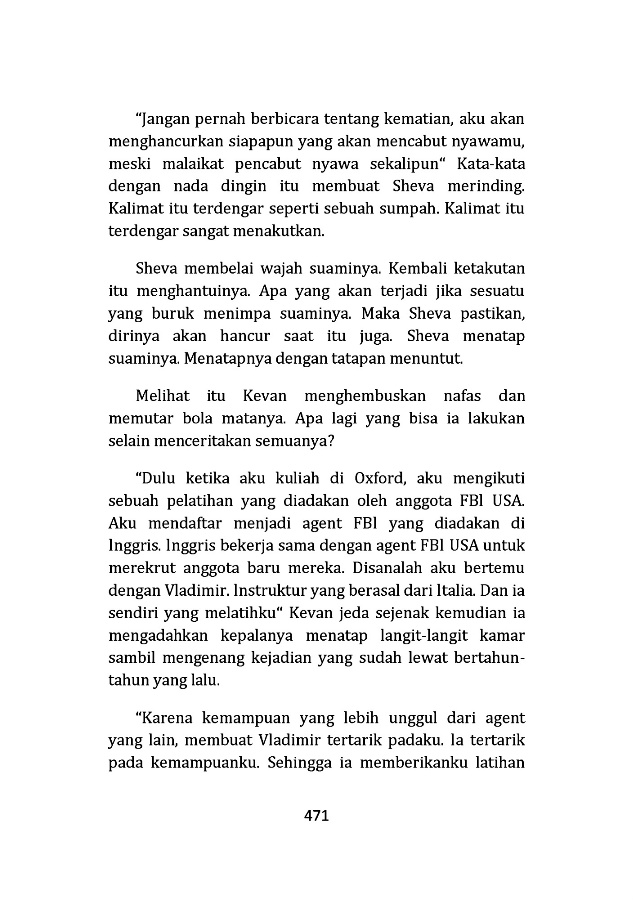 “Jangan pernah berbicara tentang kematian, aku akan
menghancurkan siapapun yang akan mencabut nyawamu,
meski malaikat pencabut nyawa sekalipun“ Kata-kata
dengan nada dingin itu membuat Sheva merinding.
Kalimat itu terdengar seperti sebuah sumpah. Kalimat itu
terdengar sangat menakutkan.
Sheva membelai wajah suaminya. Kembali ketakutan
itu menghantuinya. Apa yang akan terjadi jika sesuatu
yang buruk menimpa suaminya. Maka Sheva pastikan,
dirinya akan hancur saat itu juga. Sheva menatap
suaminya. Menatapnya dengan tatapan menuntut.
Melihat itu Kevan menghembuskan nafas dan
memutar bola matanya. Apa lagi yang bisa ia lakukan
selain menceritakan semuanya?
“Dulu ketika aku kuliah di Oxford, aku mengikuti
sebuah pelatihan yang diadakan oleh anggota FBI USA.
Aku mendaftar menjadi agent FBI yang diadakan di
Inggris. Inggris bekerja sama dengan agent FBI USA untuk
merekrut anggota baru mereka. Disanalah aku bertemu
dengan Vladimir. Instruktur yang berasal dari Italia. Dan ia
sendiri yang melatihku“ Kevan jeda sejenak kemudian ia
mengadahkan kepalanya menatap langit-langit kamar
sambil mengenang kejadian yang sudah lewat bertahun-
tahun yang lalu.
“Karena kemampuan yang lebih unggul dari agent
yang lain, membuat Vladimir tertarik padaku. Ia tertarik
pada kemampuanku. Sehingga ia memberikanku latihan
471